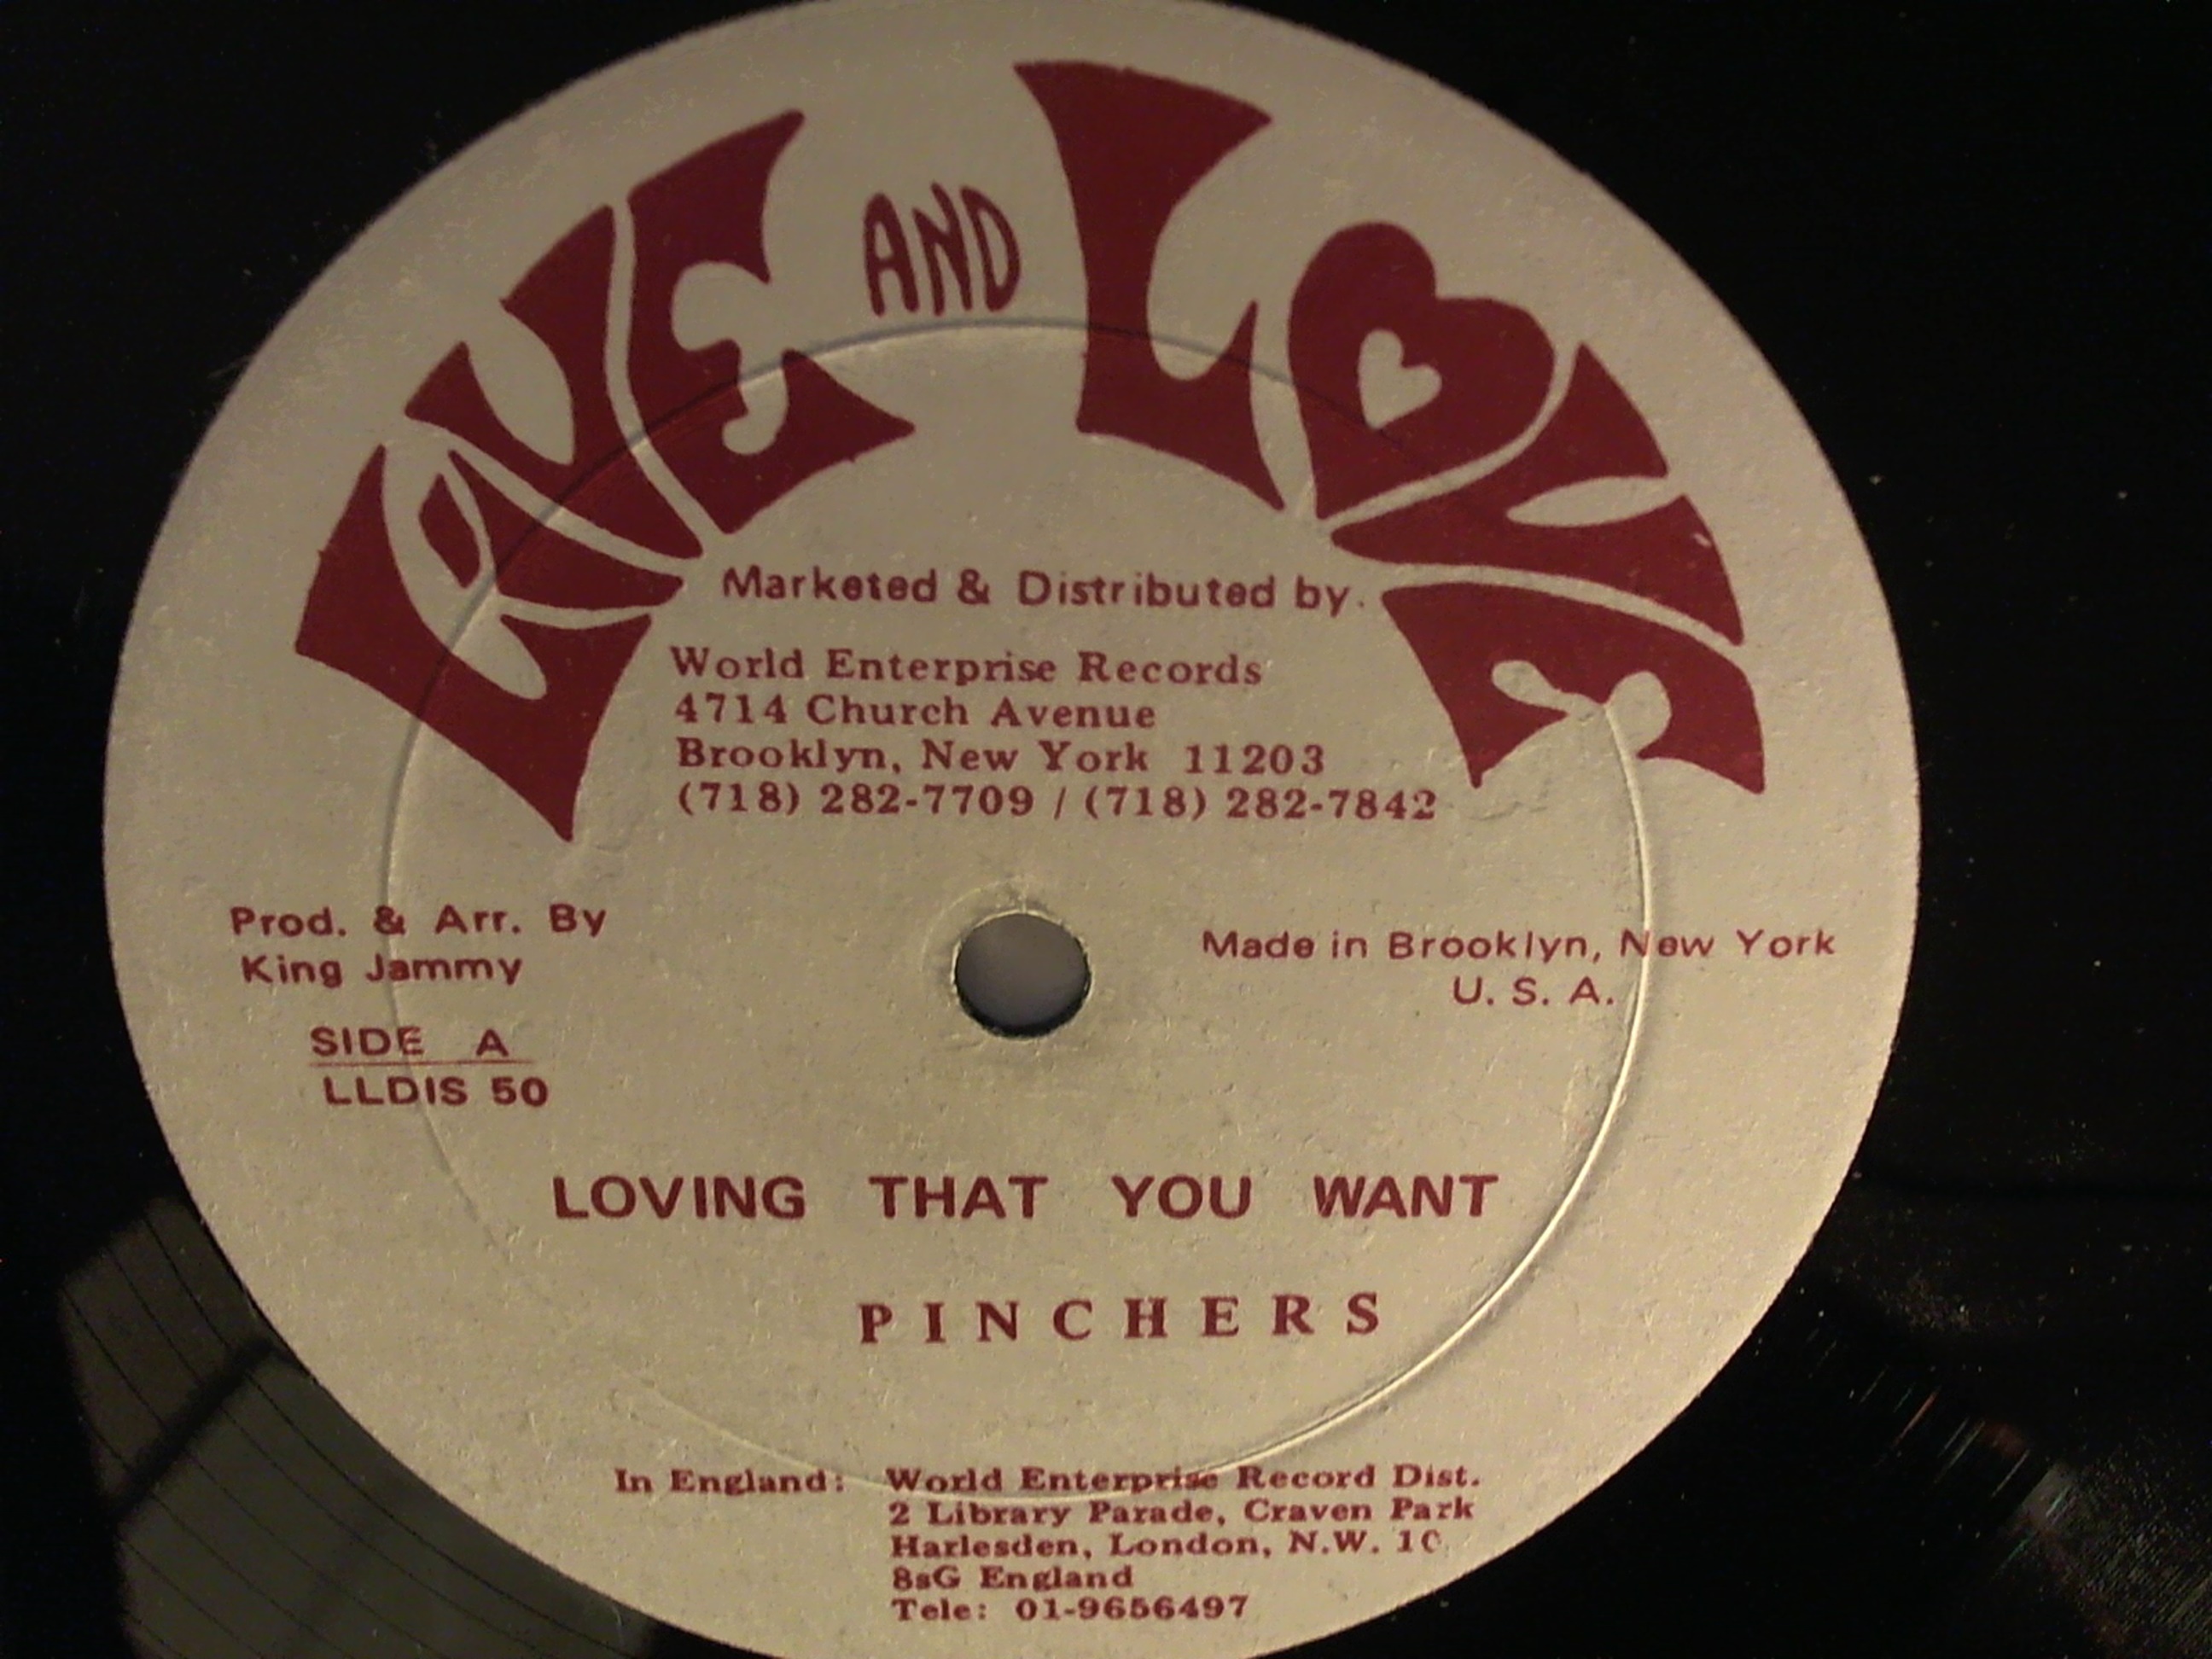 LIVE AND LOVE
Marketed & Distributed by.
World Enterprise Records
4714 Church Avenue
Brooklyn, New York 11203
(718) 282-7709 / (718) 282-7842
Prod. & Arr. By
King Jammy
Made in Brooklyn, New York
U. S. A.
SIDE A
LLDIS 50
LOVING THAT YOU WANT
PINCHERS
In England: World Enterprise Record Dist.
2 Library Parade, Craven Park
Harlesden, London, N.W. 10
8sG England
Tele: 01-9656497